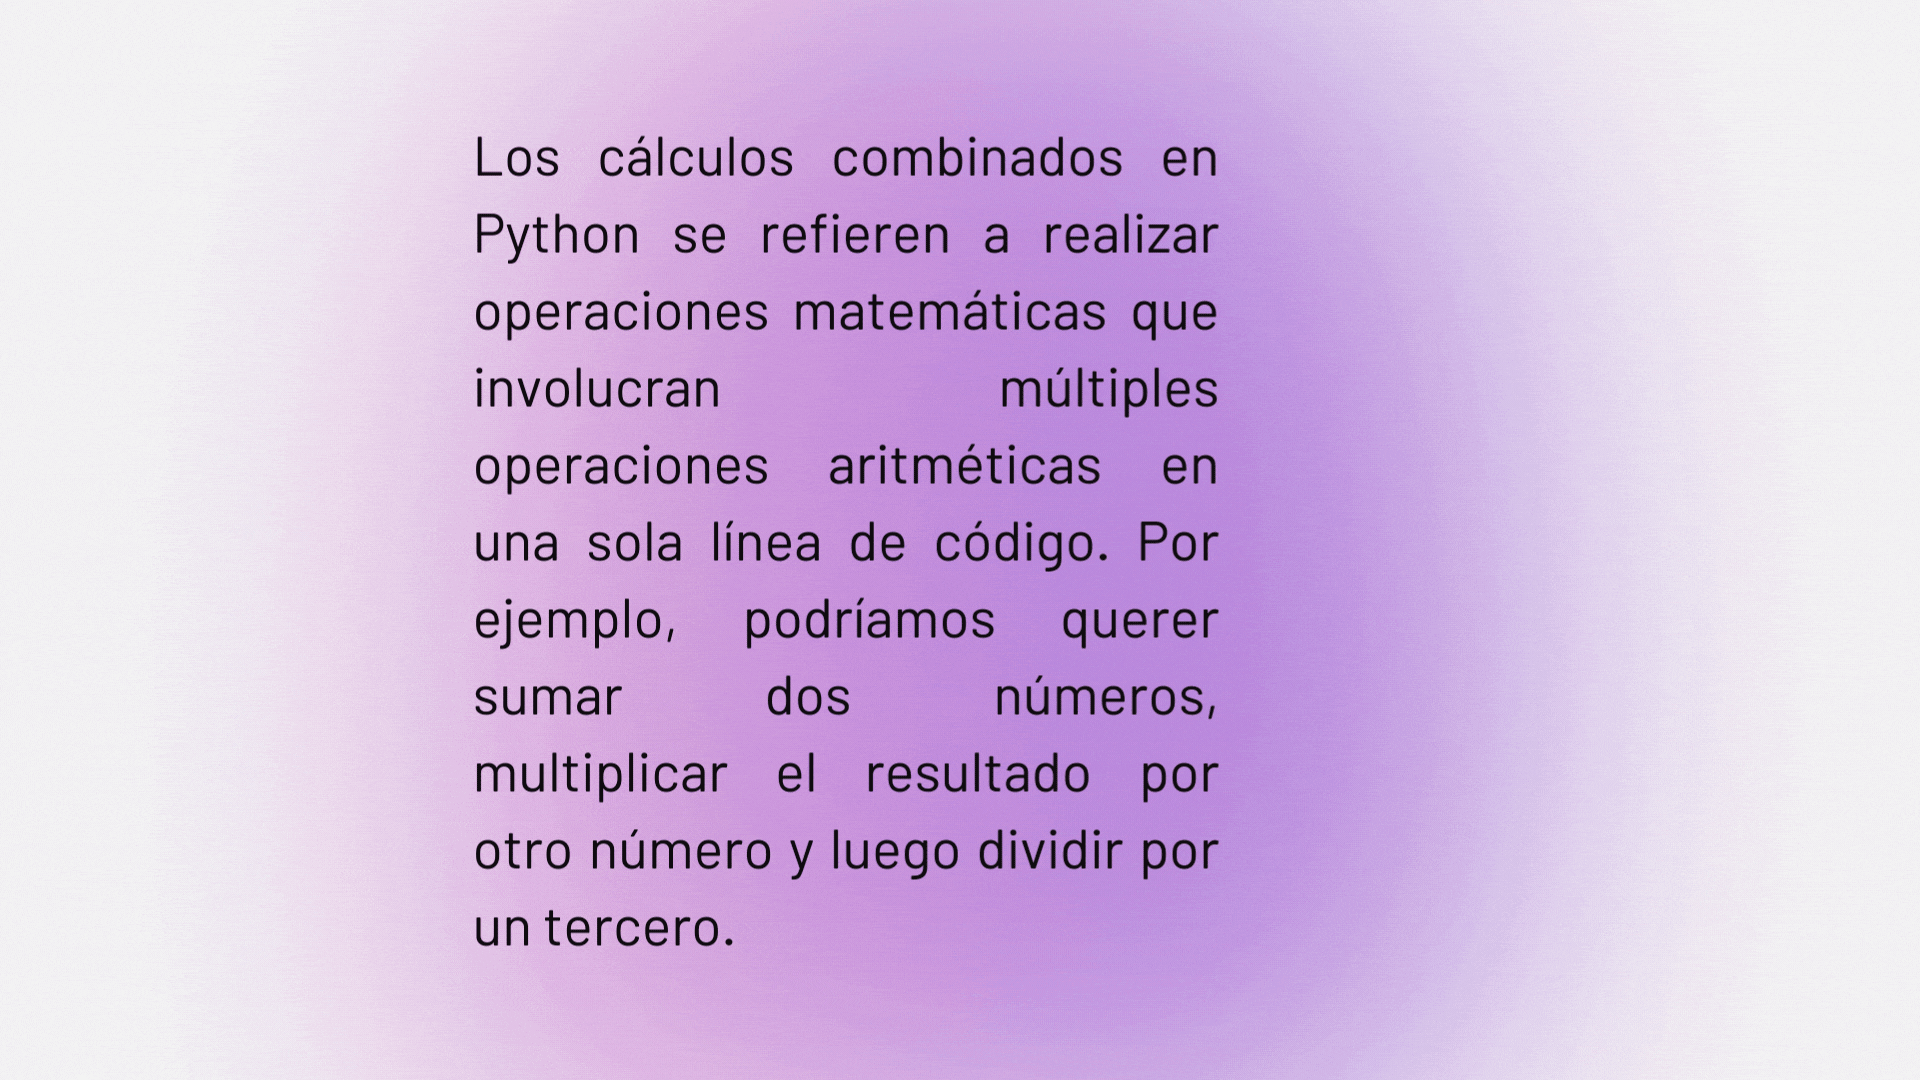 Los cálculos combinados en
Python se refieren a realizar
operaciones matemáticas que
involucran múltiples
operaciones aritméticas en
una sola línea de código. Por
ejemplo, podríamos querer
sumar dos números,
multiplicar el resultado por
otro número y luego dividir por
un tercero.